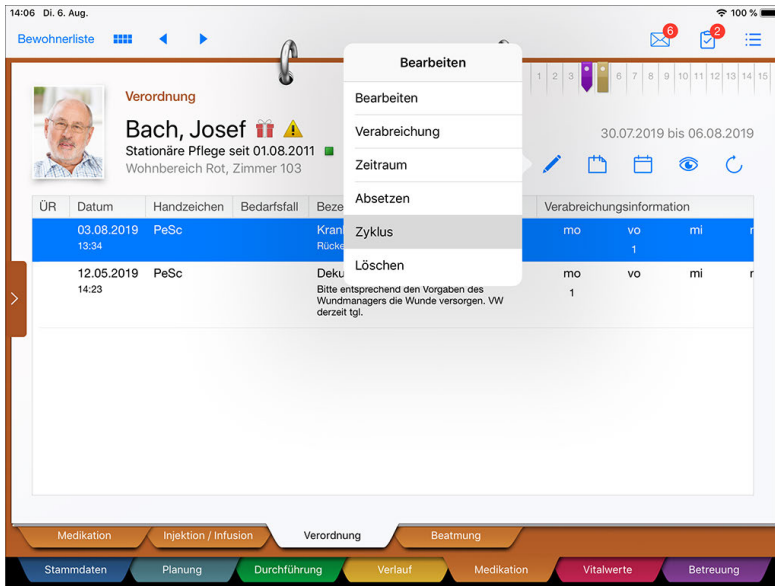 14:06 Di. 6. Aug. 100 %
Bewohnerliste 6 2
Bearbeiten
1 2 3 6 7 8 9 10 11 12 13 14 15
Verordnung
Bach, Josef
Stationäre Pflege seit 01.08.2011
Wohnbereich Rot, Zimmer 103
30.07.2019 bis 06.08.2019
Bearbeiten
Verabreichung
Zeitraum
Absetzen
Zyklus
Löschen
ÜR Datum Handzeichen Bedarfsfall Beze Verabreichungsinformation
03.08.2019 PeSc Kran mo vo mi
13:34 Rücke 1
12.05.2019 PeSc Deku mo vo mi
14:23 Bitte entsprechend den Vorgaben des 1
Wundmanagers die Wunde versorgen. VW
derzeit tgl.
Medikation Injektion / Infusion Verordnung Beatmung
Stammdaten Planung Durchführung Verlauf Medikation Vitalwerte Betreuung